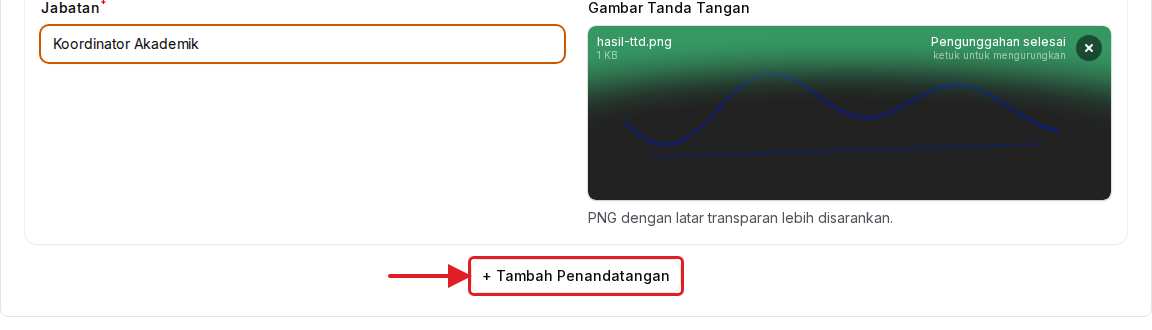 Jabatan*
Koordinator Akademik
Gambar Tanda Tangan
hasil-ttd.png
1 KB
Pengunggahan selesai
ketuk untuk mengurungkan
PNG dengan latar transparan lebih disarankan.
+ Tambah Penandatangan